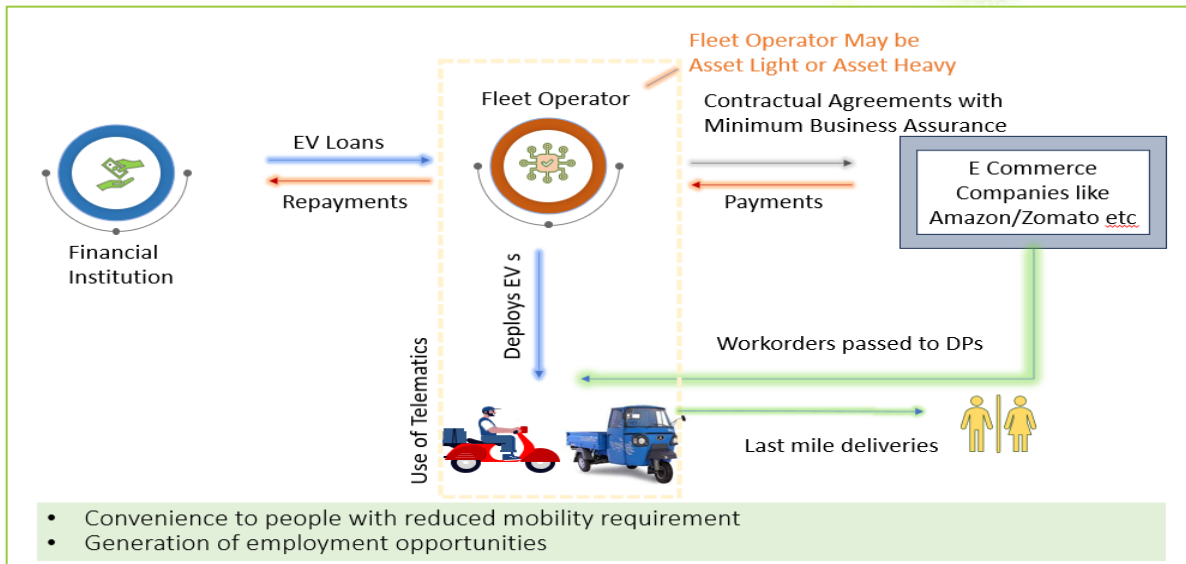 Fleet Operator May be
Asset Light or Asset Heavy
Fleet Operator
Contractual Agreements with
Minimum Business Assurance
EV Loans
Repayments
Payments
E Commerce
Companies like
Amazon/Zomato etc
Financial
Institution
Deploys EV s
Use of Telematics
Workorders passed to DPs
Last mile deliveries
• Convenience to people with reduced mobility requirement
• Generation of employment opportunities